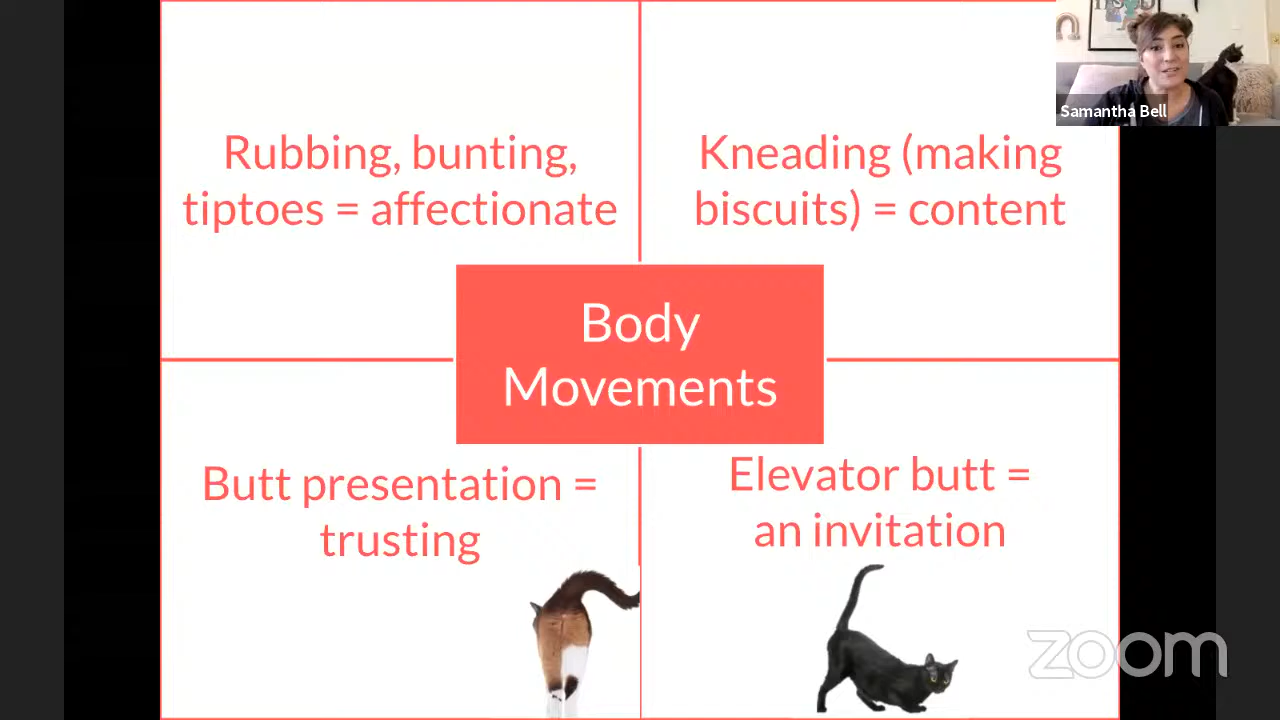 Samantha Bell
Rubbing, bunting,
tiptoes = affectionate
Kneading (making
biscuits) = content
Body
Movements
Butt presentation =
trusting
Elevator butt =
an invitation
zoom